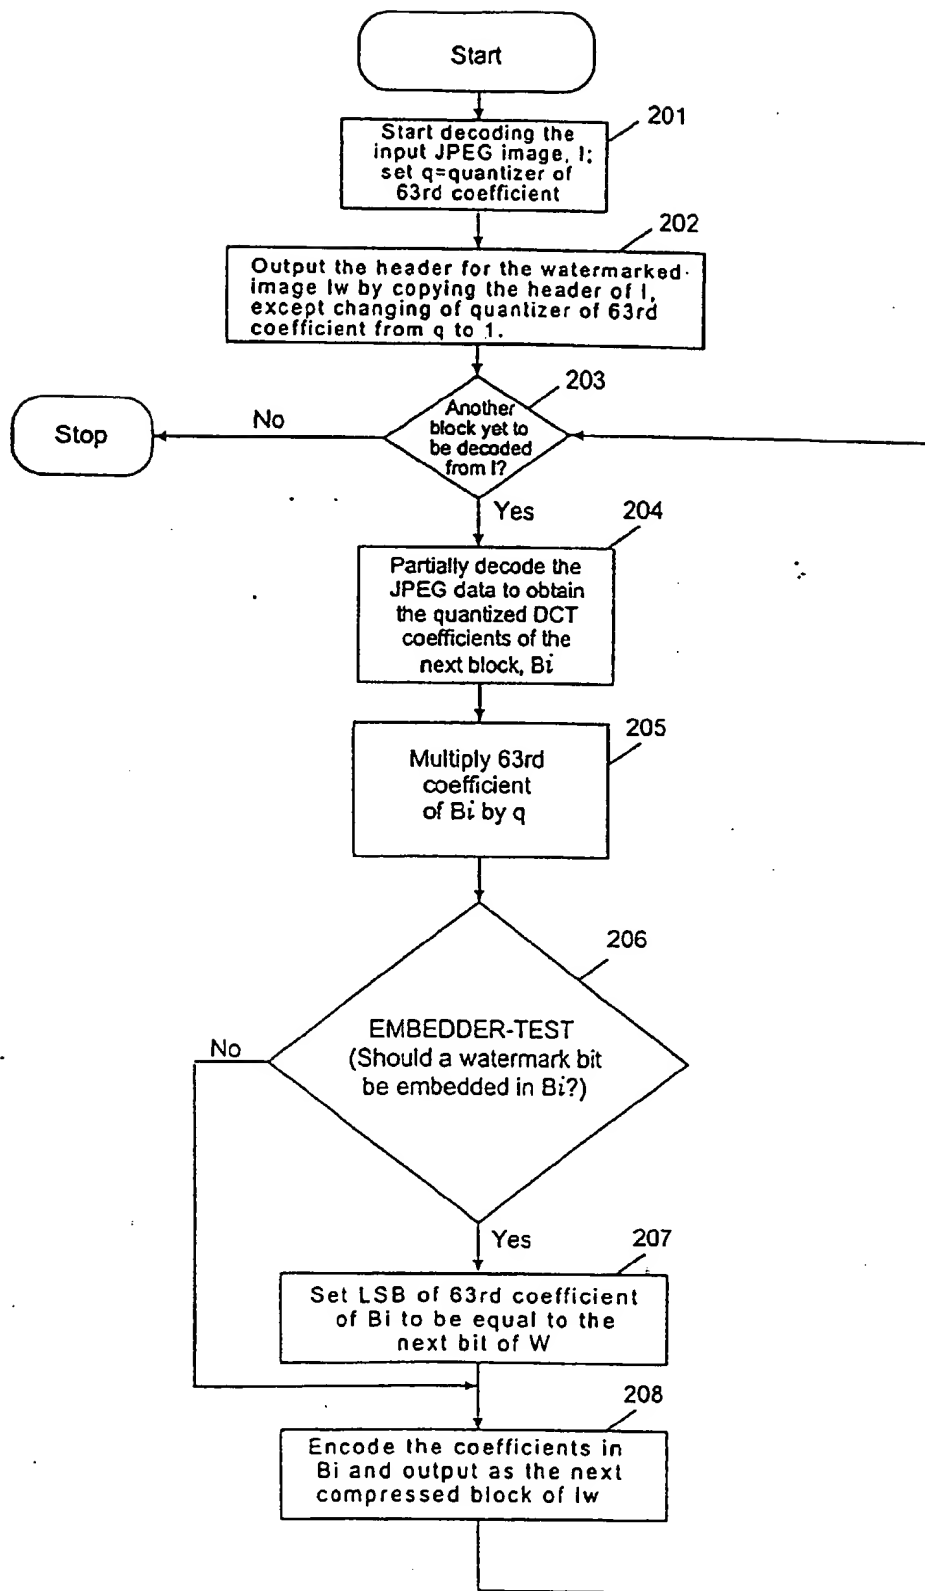 Start
201
Start decoding the
input JPEG image, I;
set q=quantizer of
63rd coefficient
202
Output the header for the watermarked
image Iw by copying the header of I,
except changing of quantizer of 63rd
coefficient from q to 1.
203
Another
block yet to
be decoded
from I?
No
Stop
Yes
204
Partially decode the
JPEG data to obtain
the quantized DCT
coefficients of the
next block, Bi
205
Multiply 63rd
coefficient
of Bi by q
206
EMBEDDER-TEST
(Should a watermark bit
be embedded in Bi?)
No
Yes
207
Set LSB of 63rd coefficient
of Bi to be equal to the
next bit of W
208
Encode the coefficients in
Bi and output as the next
compressed block of Iw